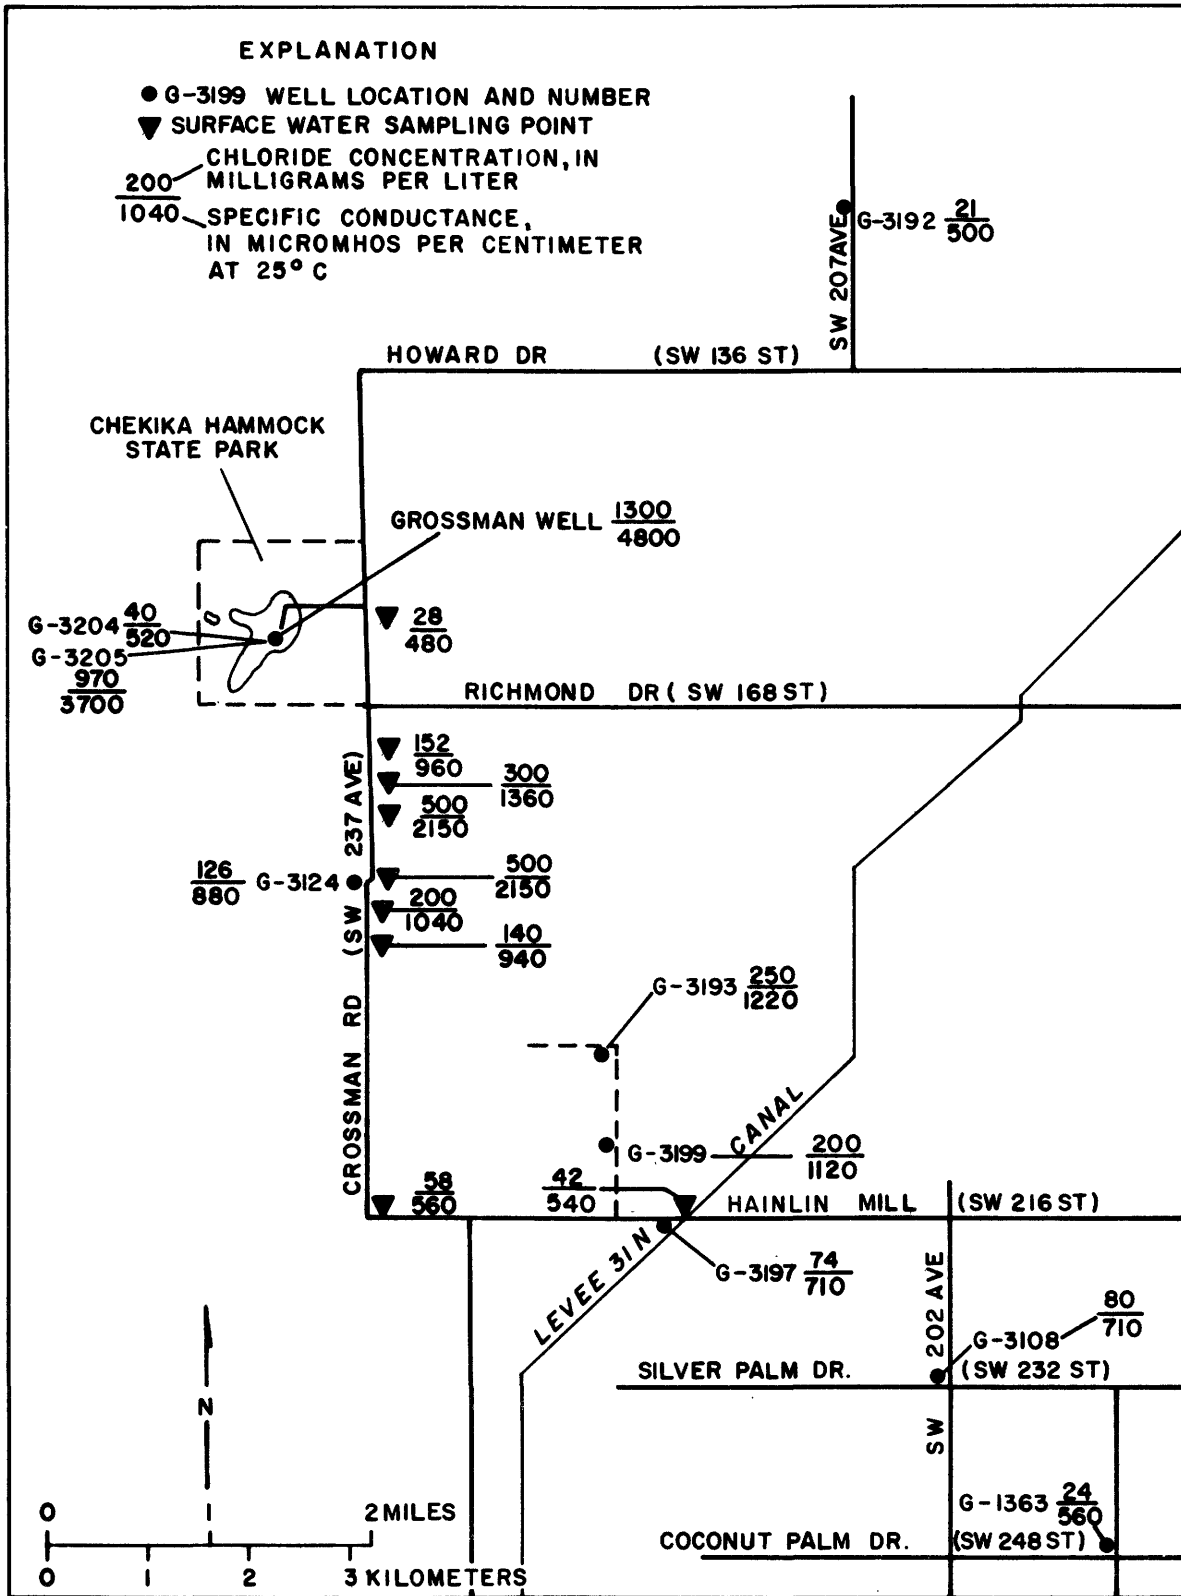 EXPLANATION
G-3199 WELL LOCATION AND NUMBER
SURFACE WATER SAMPLING POINT
CHLORIDE CONCENTRATION, IN
MILLIGRAMS PER LITER
200
1040
SPECIFIC CONDUCTANCE,
IN MICROMHOS PER CENTIMETER
AT 25° C
SW 207AVE
G-3192 21
500
HOWARD DR (SW 136 ST)
CHEKIKA HAMMOCK
STATE PARK
GROSSMAN WELL 1300
4800
G-3204 40
520
G-3205
970
3700
28
480
RICHMOND DR ( SW 168 ST)
152
960
300
1360
500
2150
126
880
G-3124
500
2150
200
1040
140
940
CROSSMAN RD (SW 237 AVE)
G-3193 250
1220
G-3199 200
1120
LEVEE 31 N CANAL
58
560
42
540
HAINLIN MILL (SW 216 ST)
G-3197 74
710
SW 202 AVE
80
710
G-3108
SILVER PALM DR. (SW 232 ST)
N
G-1363 24
560
COCONUT PALM DR. (SW 248 ST)
0 2 MILES
0 1 2 3 KILOMETERS